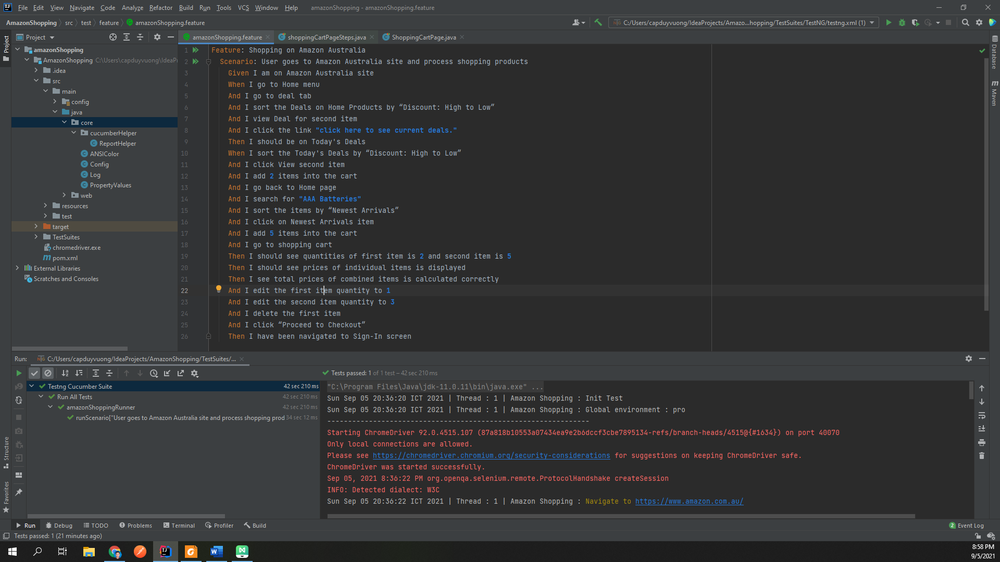 File Edit View Navigate Code Analyze Refactor Build Run Tools VCS Window Help amazonShopping - amazonShopping.feature
AmazonShopping src test feature amazonShopping.feature C:/Users/capduyvuong/IdeaProjects/Amazo...hopping/TestSuites/TestNG/testng.xml (1)
Project
amazonShopping.feature shoppingCartPageSteps.java ShoppingCartPage.java
Project
Database
Maven
amazonShopping
AmazonShopping C:\Users\capduyvuong\IdeaPr
.idea
src
main
config
java
core
cucumberHelper
ReportHelper
ANSIColor
Config
Log
PropertyValues
web
resources
test
target
TestSuites
chromedriver.exe
pom.xml
External Libraries
Scratches and Consoles
1 Feature: Shopping on Amazon Australia
2 Scenario: User goes to Amazon Australia site and process shopping products
3 Given I am on Amazon Australia site
4 When I go to Home menu
5 And I go to deal tab
6 And I sort the Deals on Home Products by “Discount: High to Low”
7 And I view Deal for second item
8 And I click the link "click here to see current deals."
9 Then I should be on Today's Deals
10 When I sort the Today's Deals by “Discount: High to Low”
11 And I click View second item
12 And I add 2 items into the cart
13 And I go back to Home page
14 And I search for "AAA Batteries"
15 And I sort the items by “Newest Arrivals”
16 And I click on Newest Arrivals item
17 And I add 5 items into the cart
18 And I go to shopping cart
19 Then I should see quantities of first item is 2 and second item is 5
20 Then I should see prices of individual items is displayed
21 Then I see total prices of combined items is calculated correctly
22 And I edit the first item quantity to 1
23 And I edit the second item quantity to 3
24 And I delete the first item
25 And I click “Proceed to Checkout”
26 Then I have been navigated to Sign-In screen
Run: C:/Users/capduyvuong/IdeaProjects/AmazonShopping/TestSuites/...
Tests passed: 1 of 1 test – 42 sec 210 ms
Testng Cucumber Suite 42 sec 210 ms
Run All Tests 42 sec 210 ms
amazonShoppingRunner 42 sec 210 ms
runScenario["User goes to Amazon Australia site and process shopping prod 34 sec 12 ms
"C:\Program Files\Java\jdk-11.0.11\bin\java.exe" ...
Sun Sep 05 20:36:20 ICT 2021 | Thread : 1 | Amazon Shopping : Init Test
Sun Sep 05 20:36:20 ICT 2021 | Thread : 1 | Amazon Shopping : Global environment : pro
---------------------------------------------------------------
Starting ChromeDriver 92.0.4515.107 (87a818b10553a07434ea9e2b6dccf3cbe7895134-refs/branch-heads/4515@{#1634}) on port 40070
Only local connections are allowed.
Please see https://chromedriver.chromium.org/security-considerations for suggestions on keeping ChromeDriver safe.
ChromeDriver was started successfully.
Sep 05, 2021 8:36:22 PM org.openqa.selenium.remote.ProtocolHandshake createSession
INFO: Detected dialect: W3C
Sun Sep 05 20:36:22 ICT 2021 | Thread : 1 | Amazon Shopping : Navigate to https://www.amazon.com.au/
Structure
Favorites
Run Debug TODO Problems Terminal Profiler Build 2 Event Log
Tests passed: 1 (21 minutes ago)
8:58 PM
9/5/2021